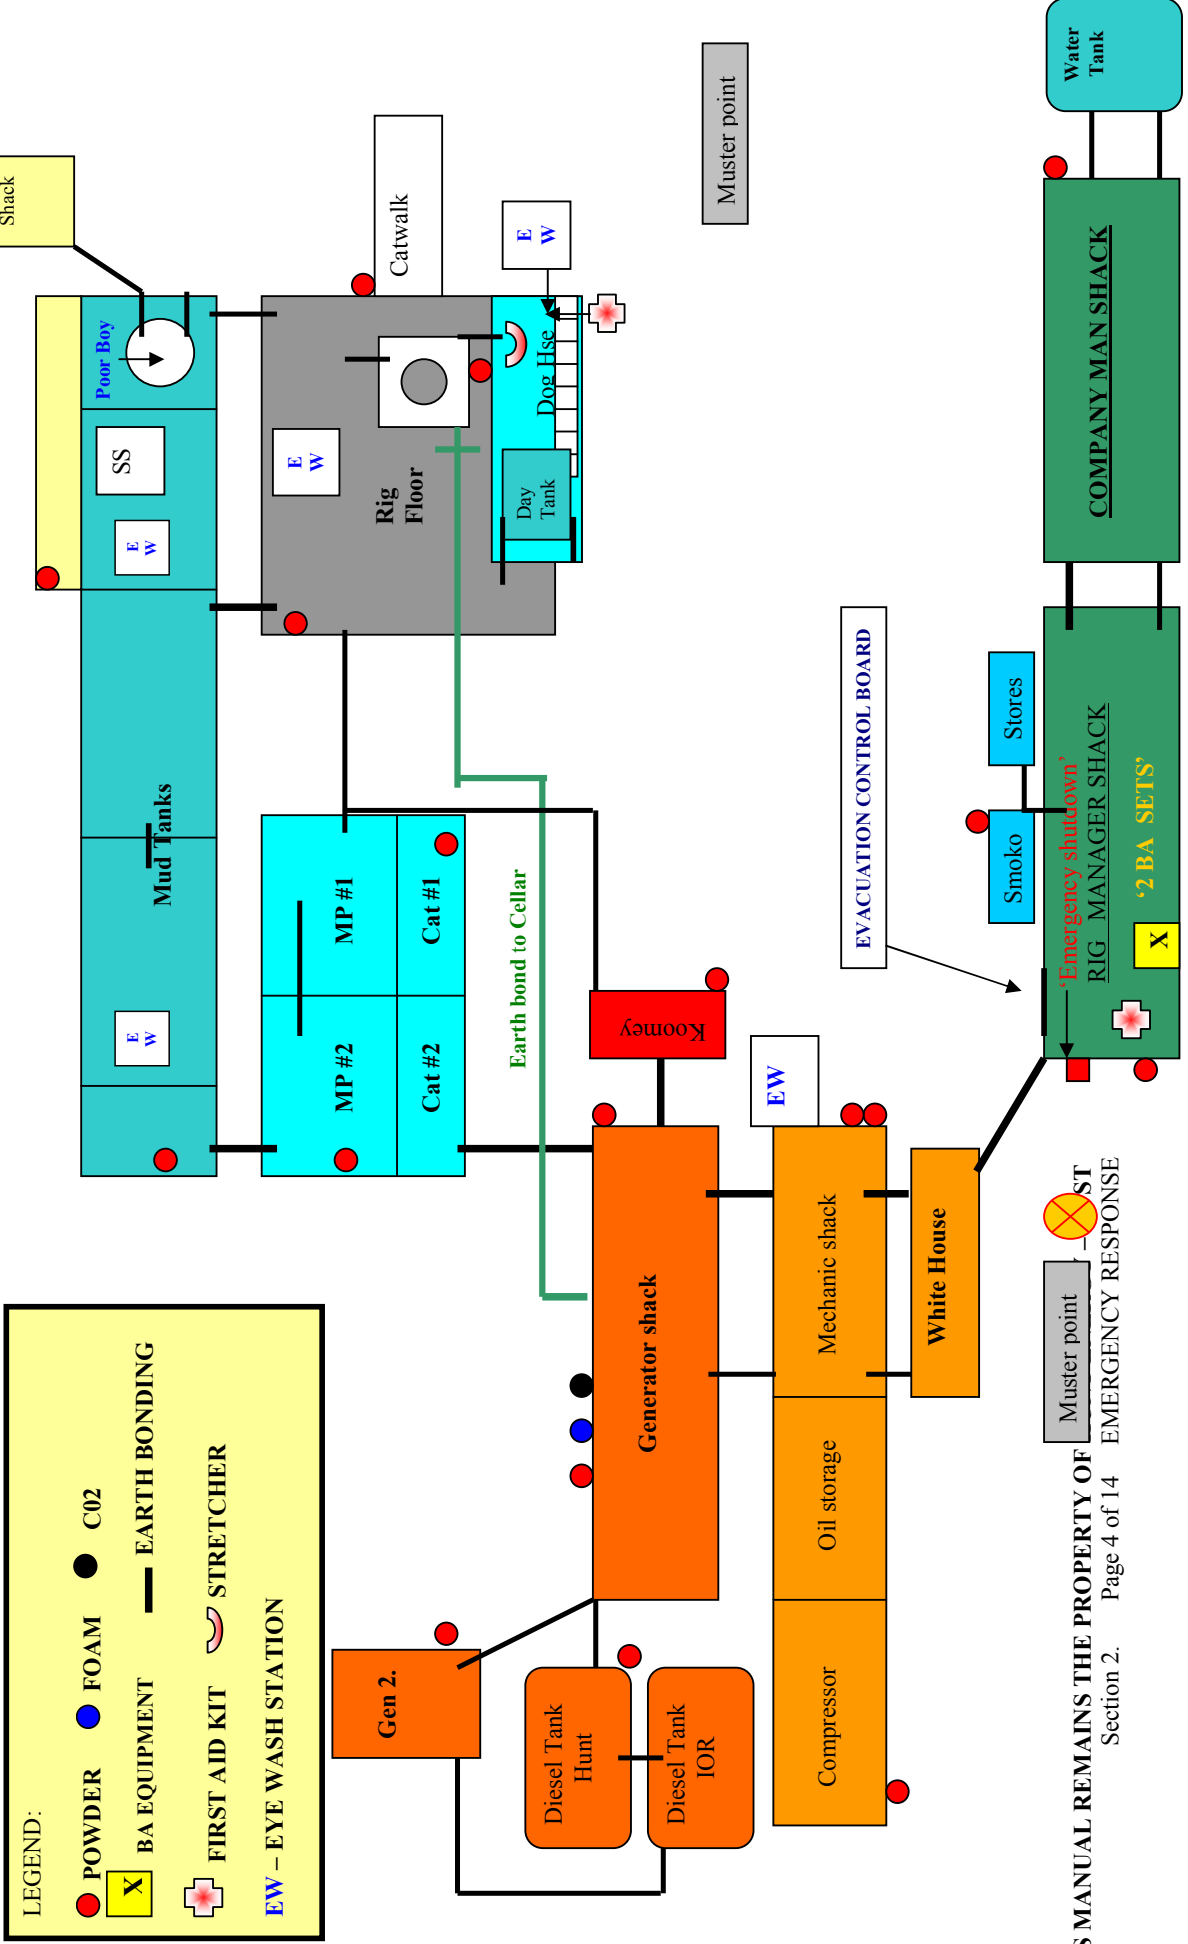 LEGEND:
POWDER
FOAM
C02
X
BA EQUIPMENT
EARTH BONDING
FIRST AID KIT
STRETCHER
EW – EYE WASH STATION
Shack
Poor Boy
SS
E
W
Mud Tanks
E
W
Catwalk
E
W
Rig
Floor
E
W
Dog Hse
Day
Tank
Muster point
MP #1
MP #2
Cat #1
Cat #2
Earth bond to Cellar
Koomey
Gen 2.
Generator shack
Diesel Tank
Hunt
Diesel Tank
IOR
EW
Mechanic shack
Oil storage
Compressor
White House
EVACUATION CONTROL BOARD
Smoko
Stores
‘Emergency shutdown’
RIG MANAGER SHACK
‘2 BA SETS’
X
COMPANY MAN SHACK
Water
Tank
Muster point
S MANUAL REMAINS THE PROPERTY OF – ST
Section 2. Page 4 of 14 EMERGENCY RESPONSE